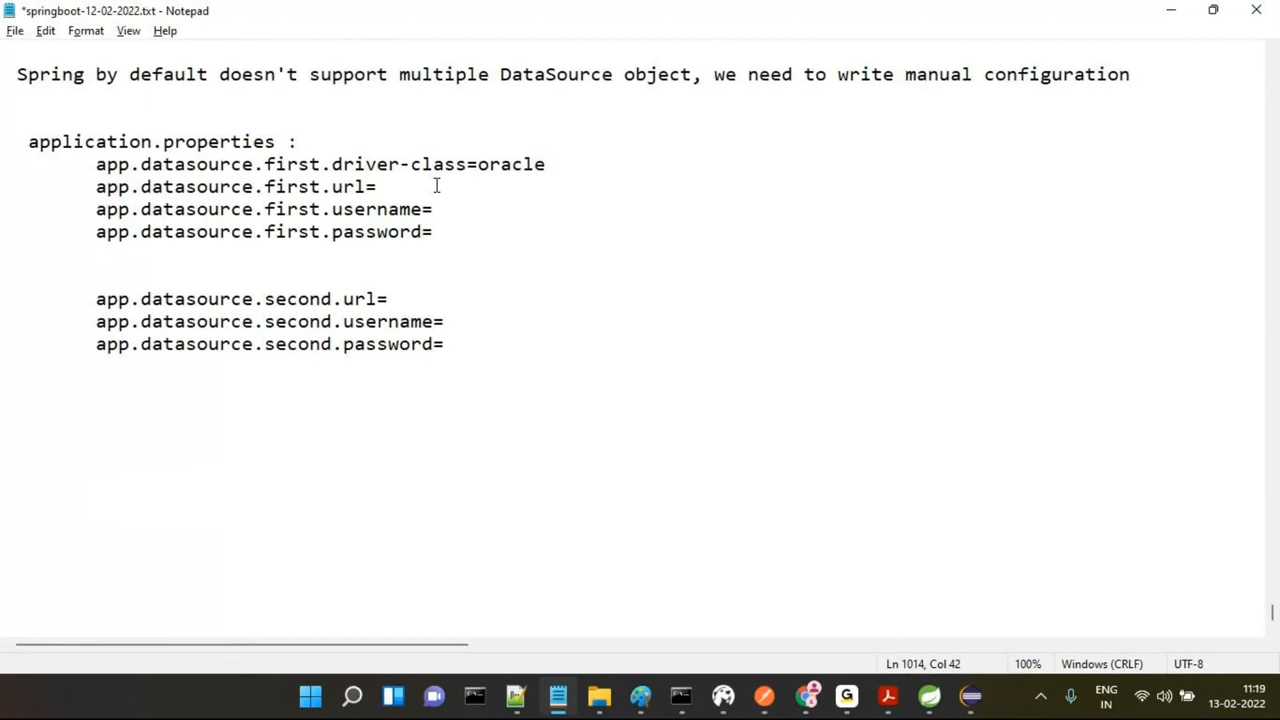 *springboot-12-02-2022.txt - Notepad
File Edit Format View Help
Spring by default doesn't support multiple DataSource object, we need to write manual configuration
application.properties :
app.datasource.first.driver-class=oracle
app.datasource.first.url=
app.datasource.first.username=
app.datasource.first.password=
app.datasource.second.url=
app.datasource.second.username=
app.datasource.second.password=
Ln 1014, Col 42 100% Windows (CRLF) UTF-8
ENG 11:19
IN 13-02-2022